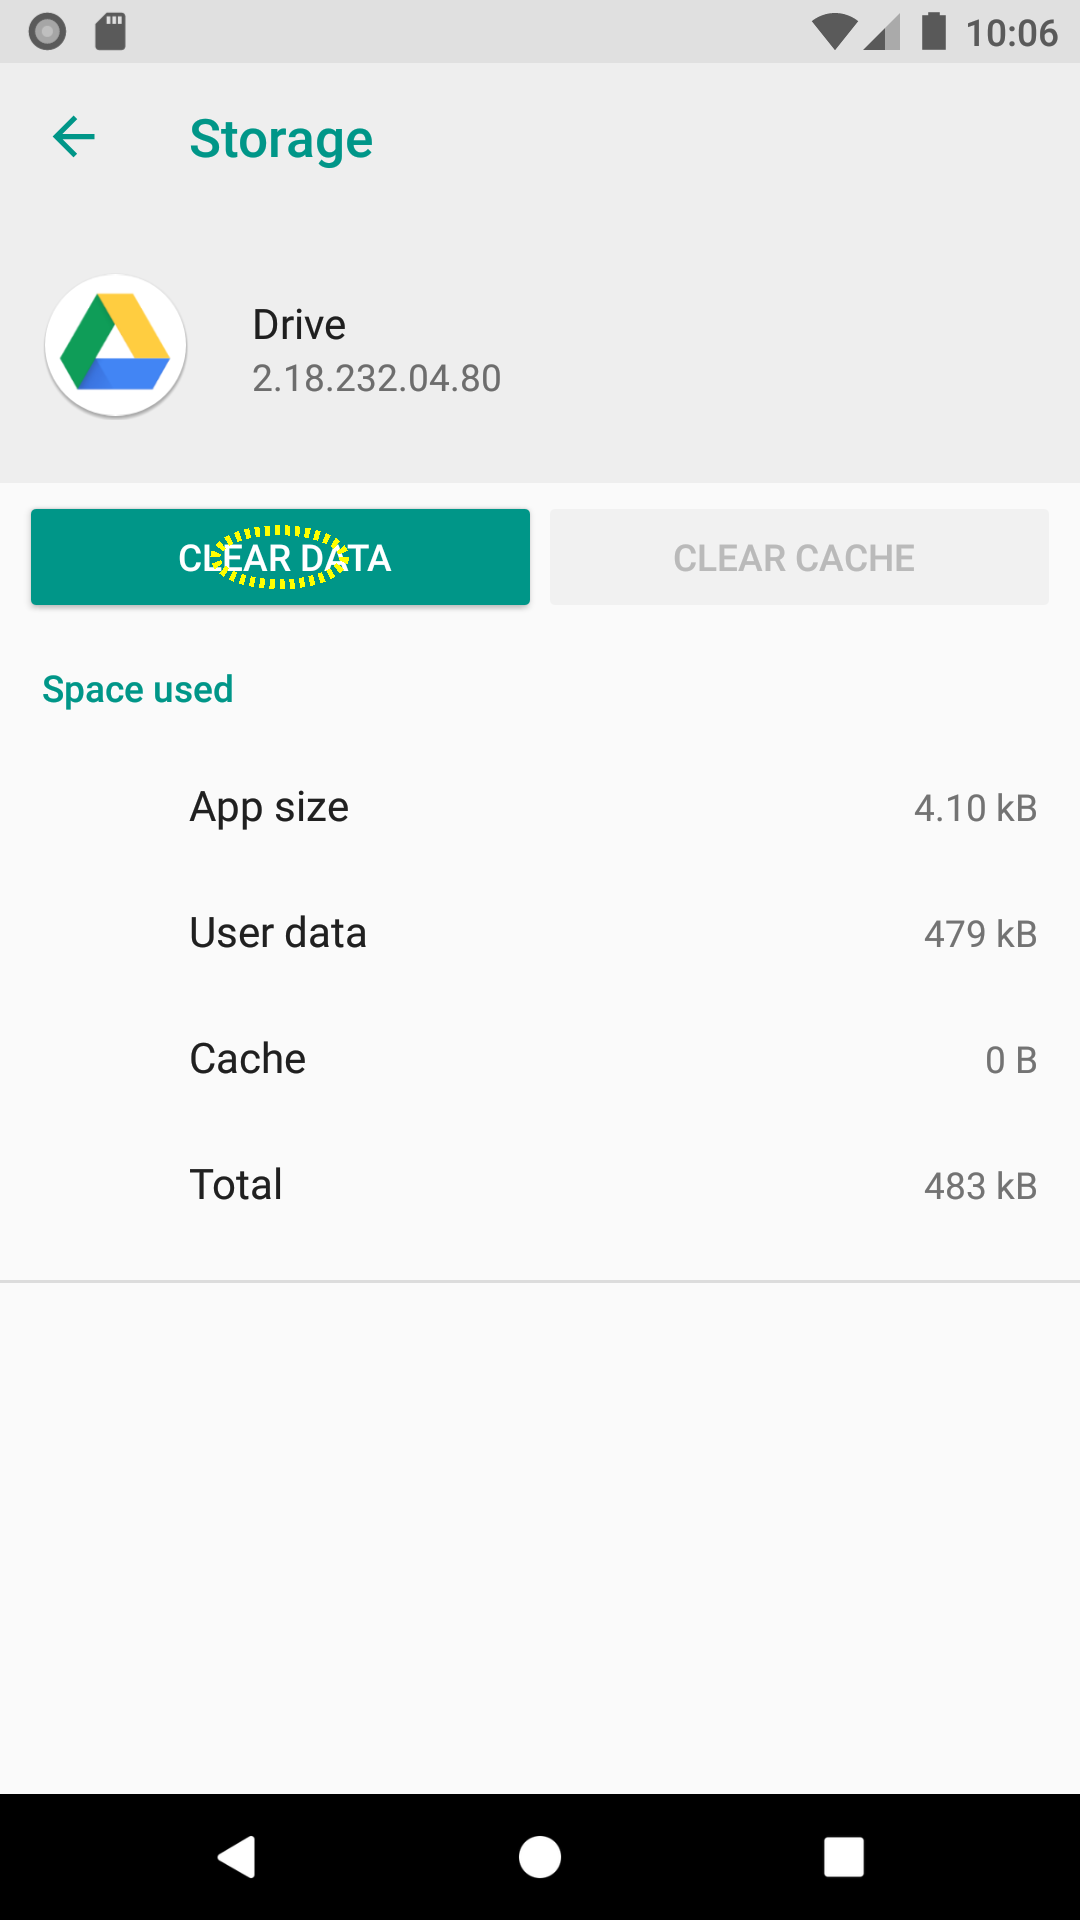 10:06
Storage
Drive
2.18.232.04.80
CLEAR DATA
CLEAR CACHE
Space used
App size
4.10 kB
User data
479 kB
Cache
0 B
Total
483 kB